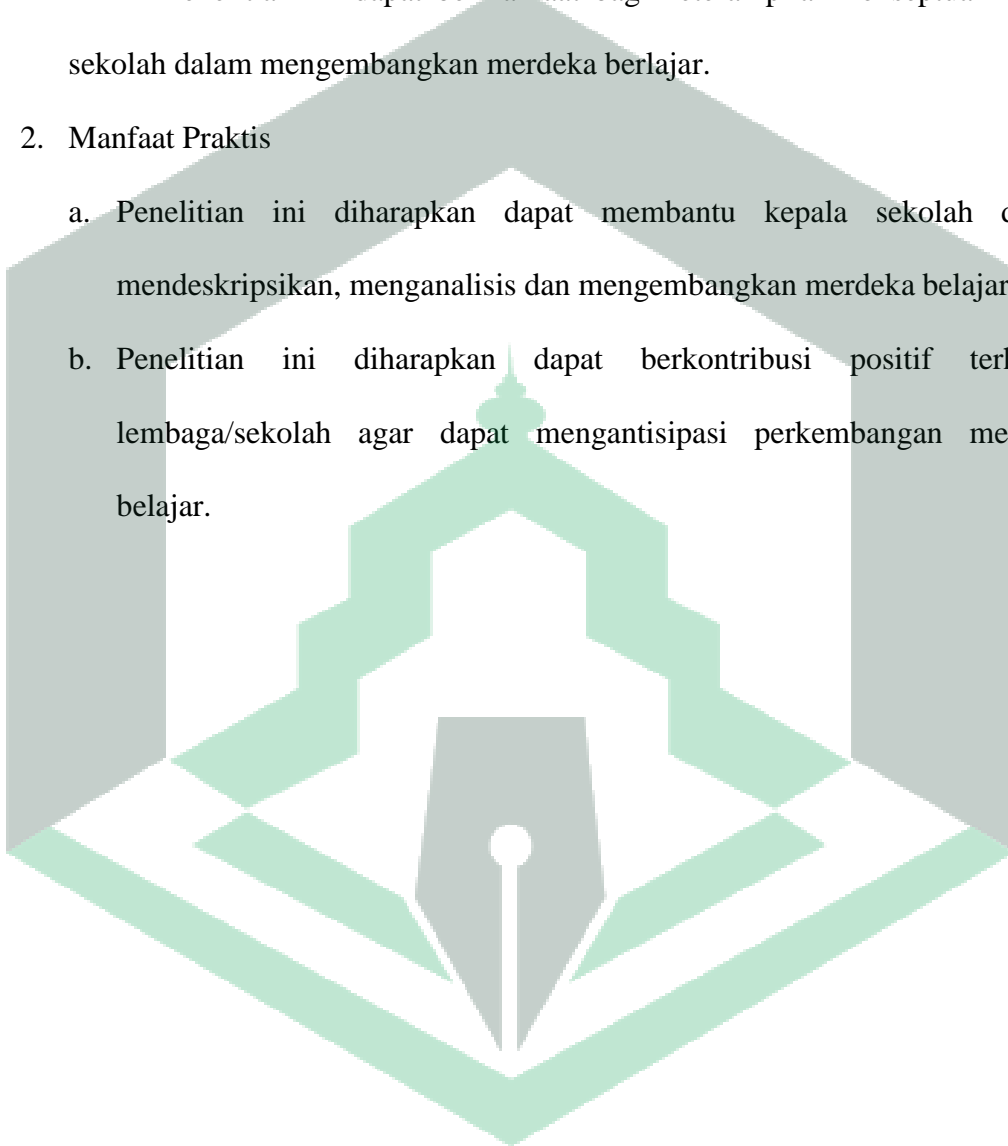 dapat
sekolah dalam mengembangkan merdeka berlajar.
2. Manfaat Praktis
a. Penelitian ini diharapkan dapat membantu kepala sekolah
mendeskripsikan, menganalisis dan mengembangkan merdeka belajar
b. Penelitian ini diharapkan dapat berkontribusi positif
lembaga/sekolah agar dapat mengantisipasi perkembangan
belajar.